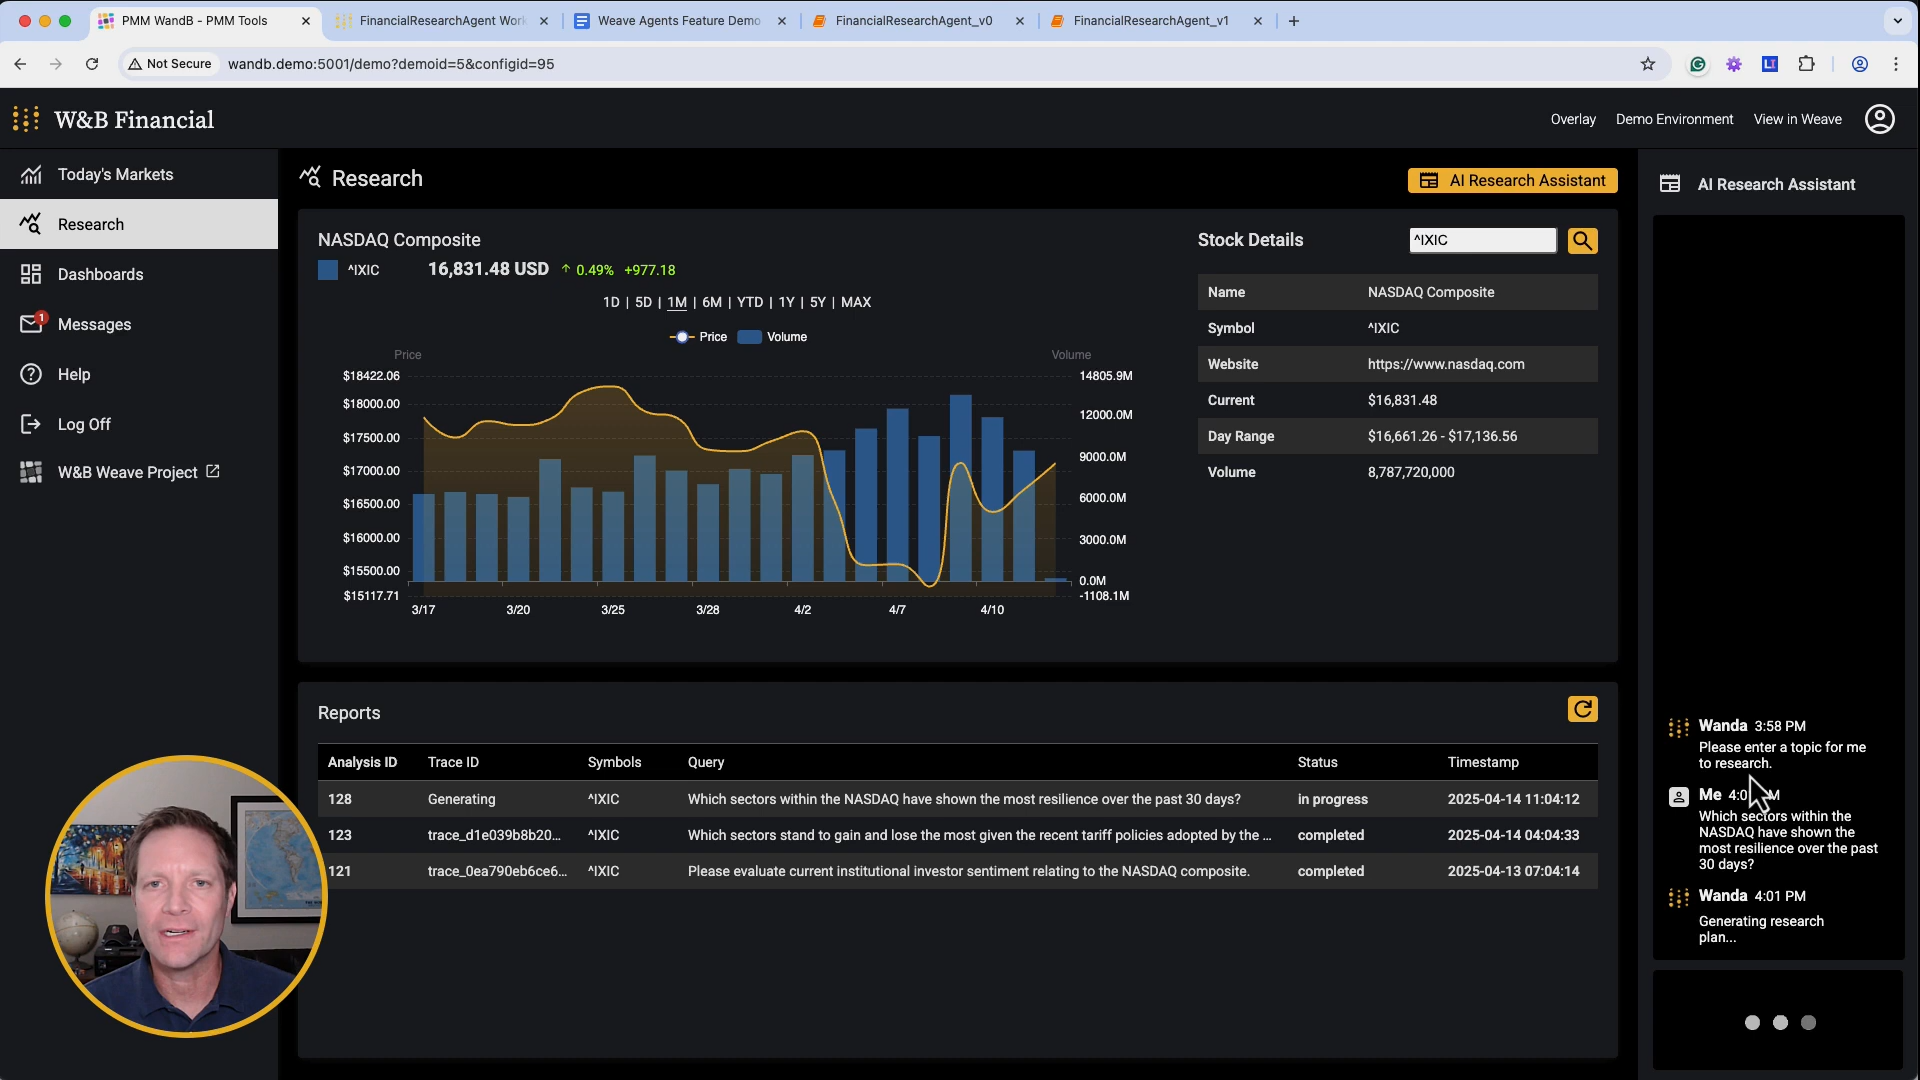 PMM WandB - PMM Tools
FinancialResearchAgent Work
Weave Agents Feature Demo
FinancialResearchAgent_v0
FinancialResearchAgent_v1
Not Secure
wandb.demo:5001/demo?demoid=5&configid=95
W&B Financial
Overlay
Demo Environment
View in Weave
Today's Markets
Research
Dashboards
1
Messages
Help
Log Off
W&B Weave Project
Research
AI Research Assistant
NASDAQ Composite
^IXIC 16,831.48 USD ↑ 0.49% +977.18
1D | 5D | 1M | 6M | YTD | 1Y | 5Y | MAX
Price Volume
Price
Volume
$18422.06
$18000.00
$17500.00
$17000.00
$16500.00
$16000.00
$15500.00
$15117.71
14805.9M
12000.0M
9000.0M
6000.0M
3000.0M
0.0M
-1108.1M
3/17 3/20 3/25 3/28 4/2 4/7 4/10
Stock Details
^IXIC
Name NASDAQ Composite
Symbol ^IXIC
Website https://www.nasdaq.com
Current $16,831.48
Day Range $16,661.26 - $17,136.56
Volume 8,787,720,000
Reports
Analysis ID Trace ID Symbols Query Status Timestamp
128 Generating ^IXIC Which sectors within the NASDAQ have shown the most resilience over the past 30 days? in progress 2025-04-14 11:04:12
123 trace_d1e039b8b20... ^IXIC Which sectors stand to gain and lose the most given the recent tariff policies adopted by the ... completed 2025-04-14 04:04:33
121 trace_0ea790eb6ce6... ^IXIC Please evaluate current institutional investor sentiment relating to the NASDAQ composite. completed 2025-04-13 07:04:14
AI Research Assistant
Wanda 3:58 PM
Please enter a topic for me
to research.
Me 4:0 M
Which sectors within the
NASDAQ have shown the
most resilience over the past
30 days?
Wanda 4:01 PM
Generating research
plan...